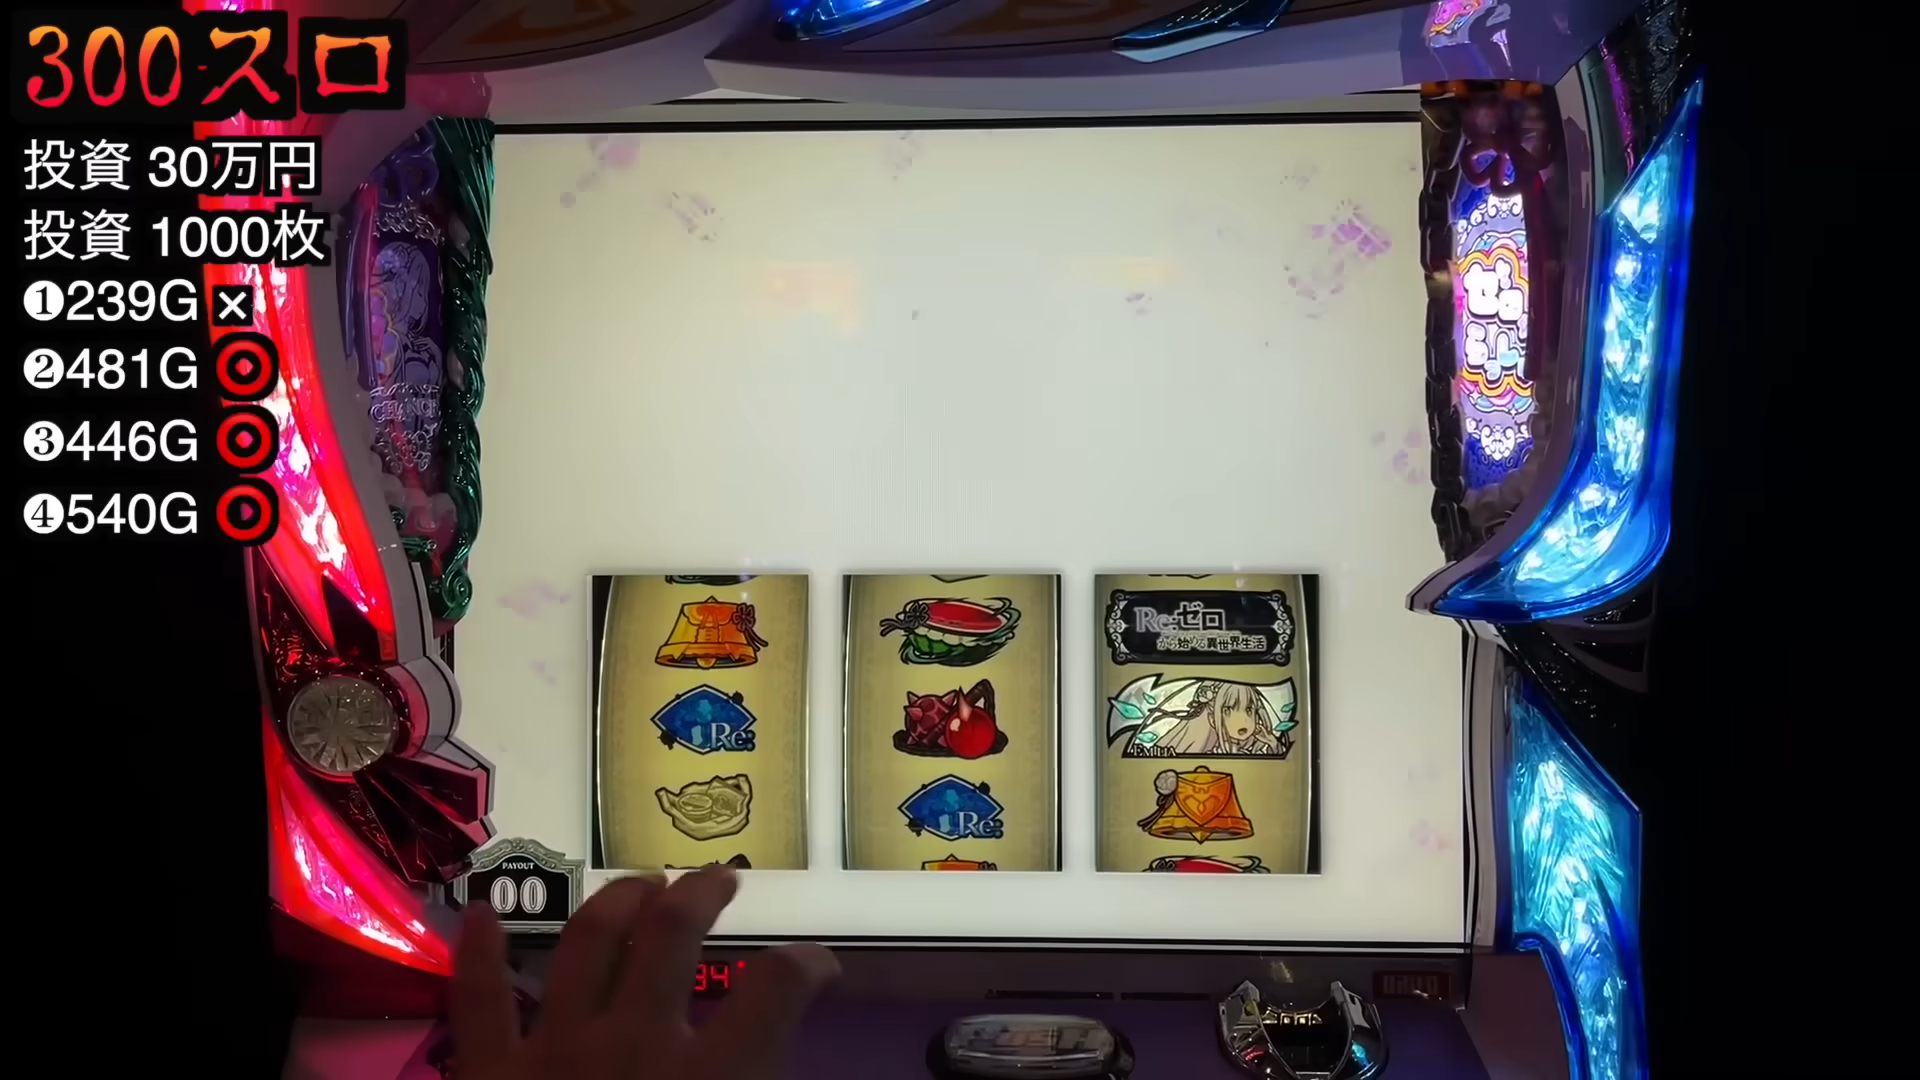 300スロ
投資 30万円
投資 1000枚
❶239G ×
❷481G ◎
❸446G ◎
❹540G ◎
CHANCE
Re:ゼロ
から始める異世界生活
Re:
EMILIA
Re:
PAYOUT
00
34